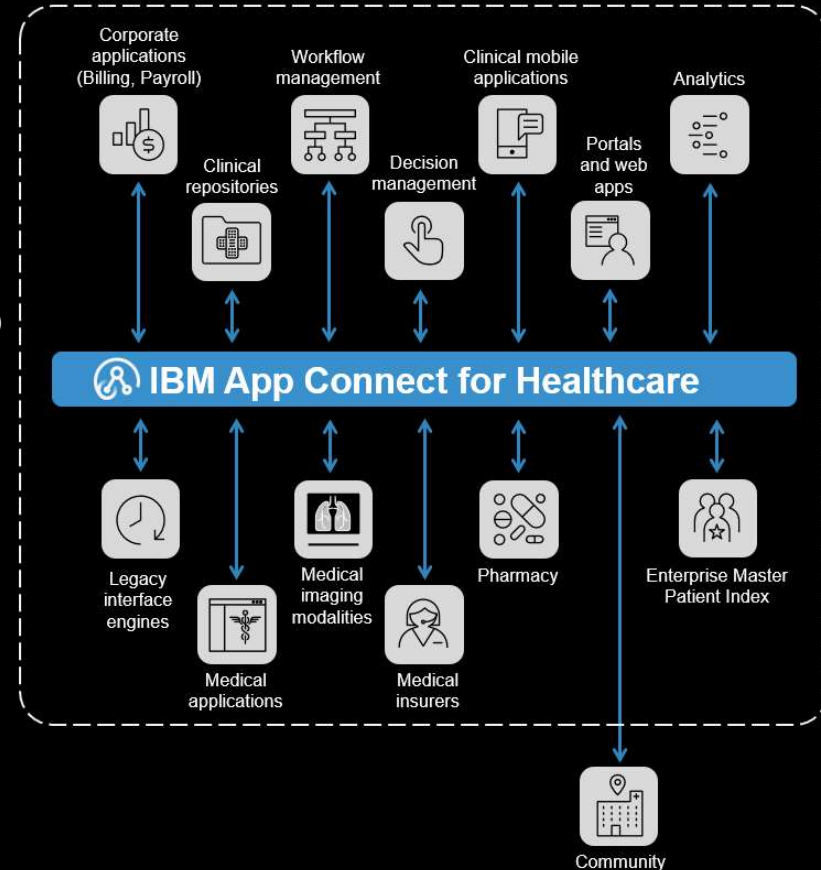 Corporate
applications
(Billing, Payroll)
Workflow
management
Clinical mobile
applications
Analytics
Clinical
repositories
Decision
management
Portals
and web
apps
IBM App Connect for Healthcare
Legacy
interface
engines
Medical
imaging
modalities
Pharmacy
Enterprise Master
Patient Index
Medical
applications
Medical
insurers
Community